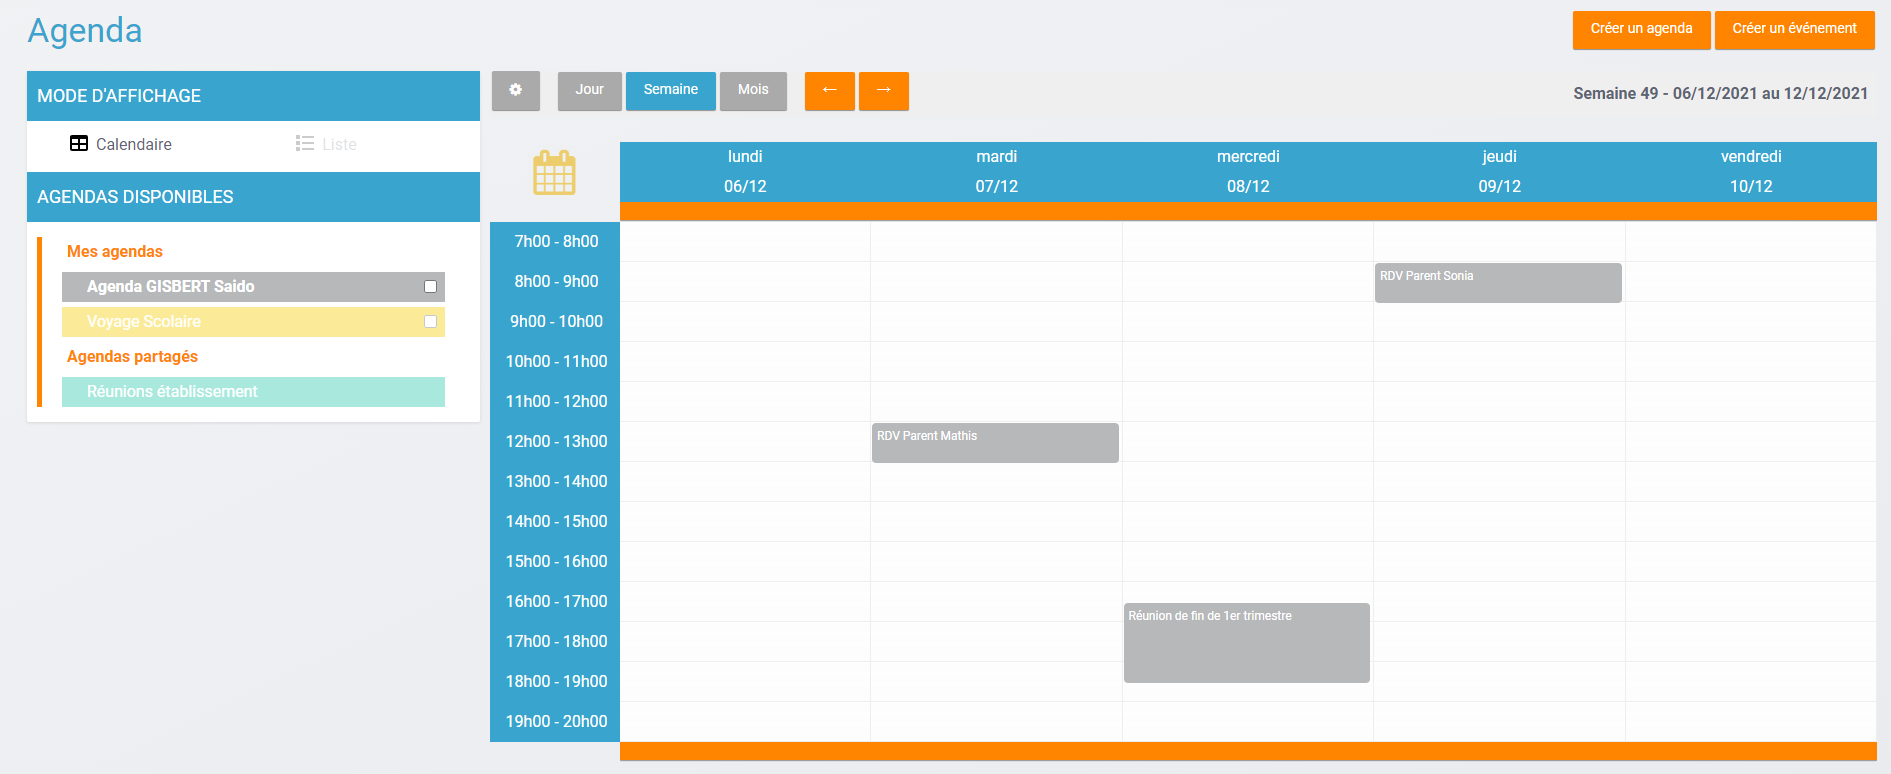 Agenda
Créer un agenda
Créer un événement
MODE D'AFFICHAGE
Calendaire
Liste
AGENDAS DISPONIBLES
Mes agendas
Agenda GISBERT Saido
Voyage Scolaire
Agendas partagés
Réunions établissement
Jour
Semaine
Mois
←
→
Semaine 49 - 06/12/2021 au 12/12/2021
lundi
06/12
mardi
07/12
mercredi
08/12
jeudi
09/12
vendredi
10/12
7h00 - 8h00
8h00 - 9h00
RDV Parent Sonia
9h00 - 10h00
10h00 - 11h00
11h00 - 12h00
12h00 - 13h00
RDV Parent Mathis
13h00 - 14h00
14h00 - 15h00
15h00 - 16h00
16h00 - 17h00
Réunion de fin de 1er trimestre
17h00 - 18h00
18h00 - 19h00
19h00 - 20h00